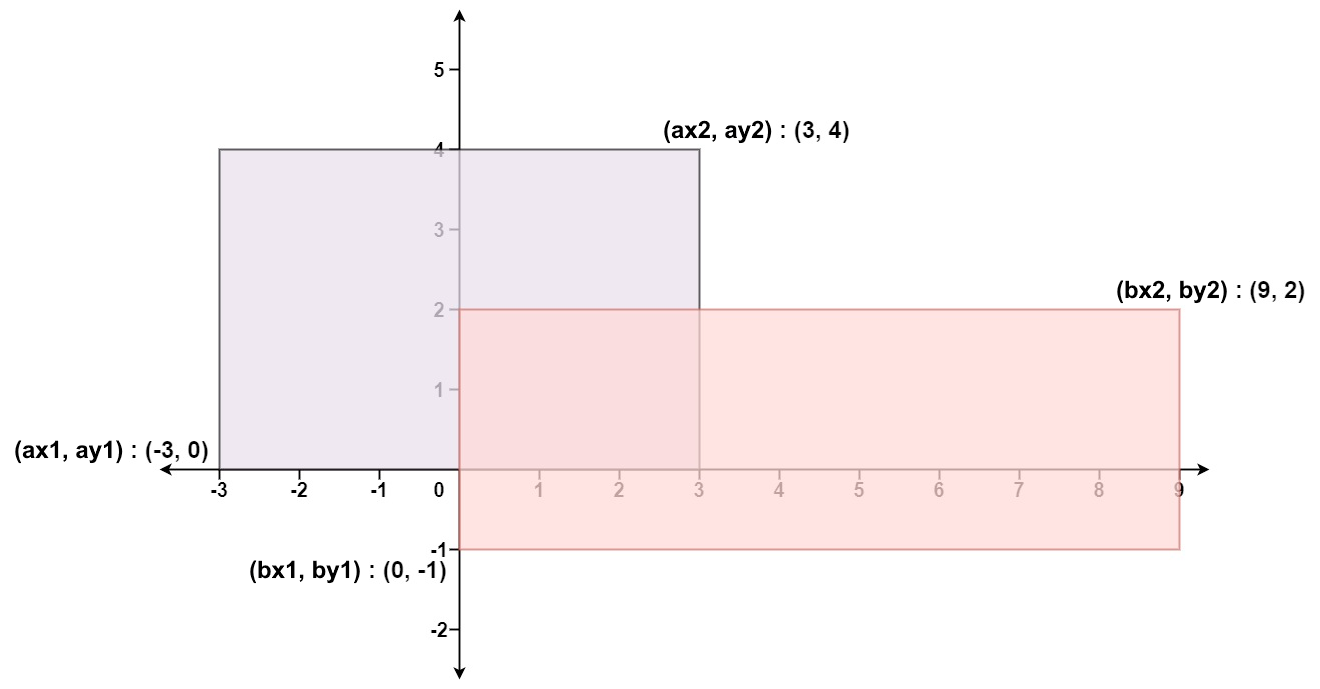 5
(ax2, ay2) : (3, 4)
4
3
(bx2, by2) : (9, 2)
2
1
(ax1, ay1) : (-3, 0)
-3 -2 -1 0 1 2 3 4 5 6 7 8 9
-1
(bx1, by1) : (0, -1)
-2